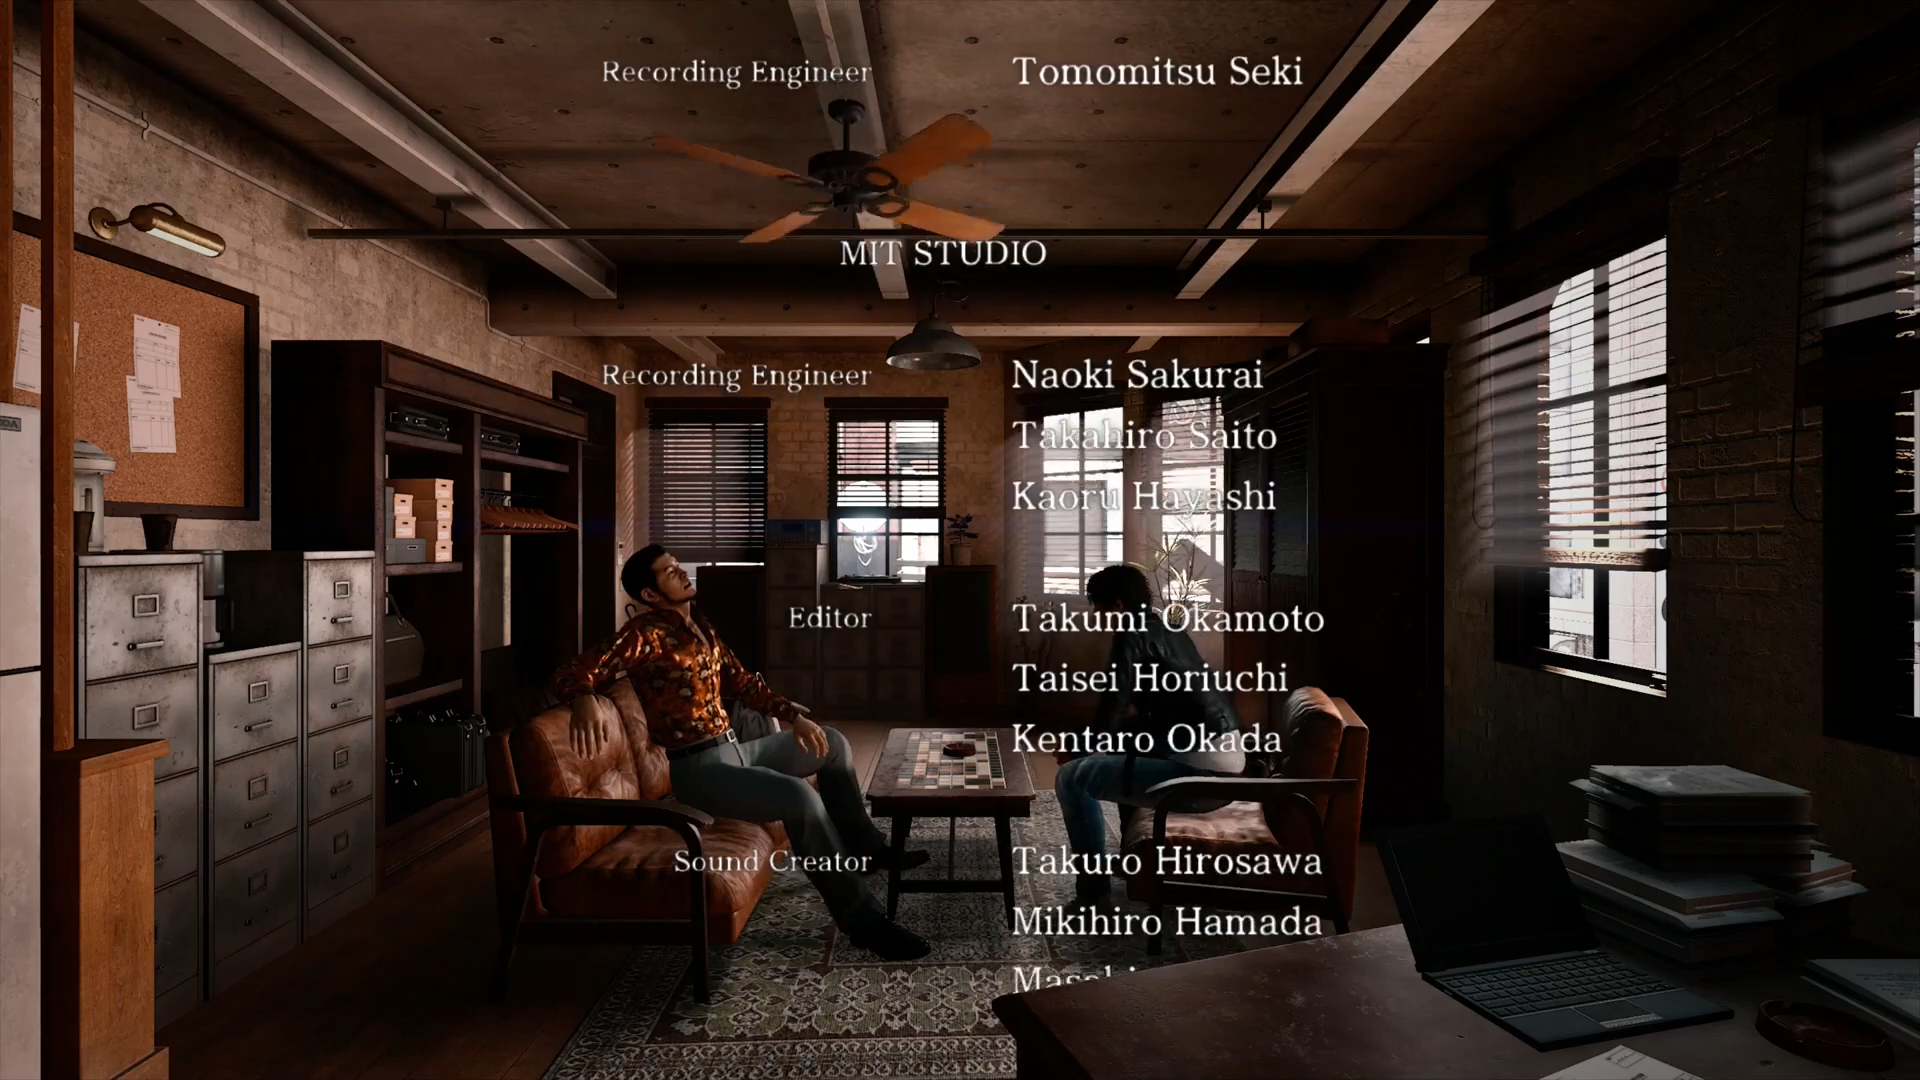 Recording Engineer Tomomitsu Seki
MIT STUDIO
Recording Engineer Naoki Sakurai
Takahiro Saito
Kaoru Hayashi
Editor Takumi Okamoto
Taisei Horiuchi
Kentaro Okada
Sound Creator Takuro Hirosawa
Mikihiro Hamada